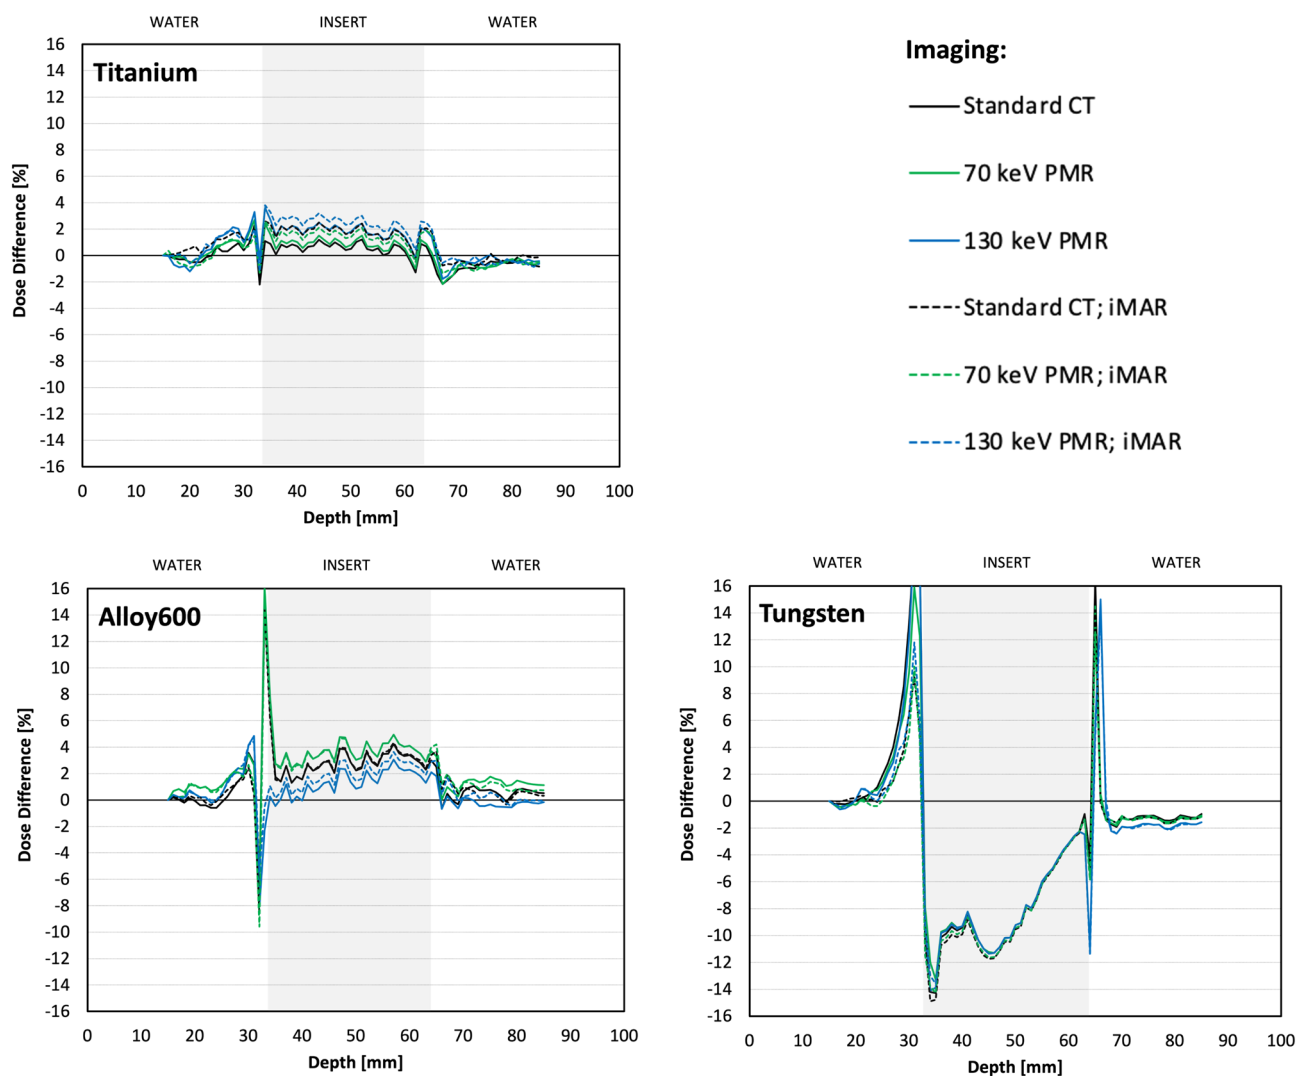 WATER INSERT WATER
Titanium
Dose Difference [%]
16
14
12
10
8
6
4
2
0
-2
-4
-6
-8
-10
-12
-14
-16
0 10 20 30 40 50 60 70 80 90 100
Depth [mm]
Imaging:
Standard CT
70 keV PMR
130 keV PMR
Standard CT; iMAR
70 keV PMR; iMAR
130 keV PMR; iMAR
WATER INSERT WATER
Alloy600
Dose Difference [%]
16
14
12
10
8
6
4
2
0
-2
-4
-6
-8
-10
-12
-14
-16
0 10 20 30 40 50 60 70 80 90 100
Depth [mm]
WATER INSERT WATER
Tungsten
Dose Difference [%]
16
14
12
10
8
6
4
2
0
-2
-4
-6
-8
-10
-12
-14
-16
0 10 20 30 40 50 60 70 80 90 100
Depth [mm]